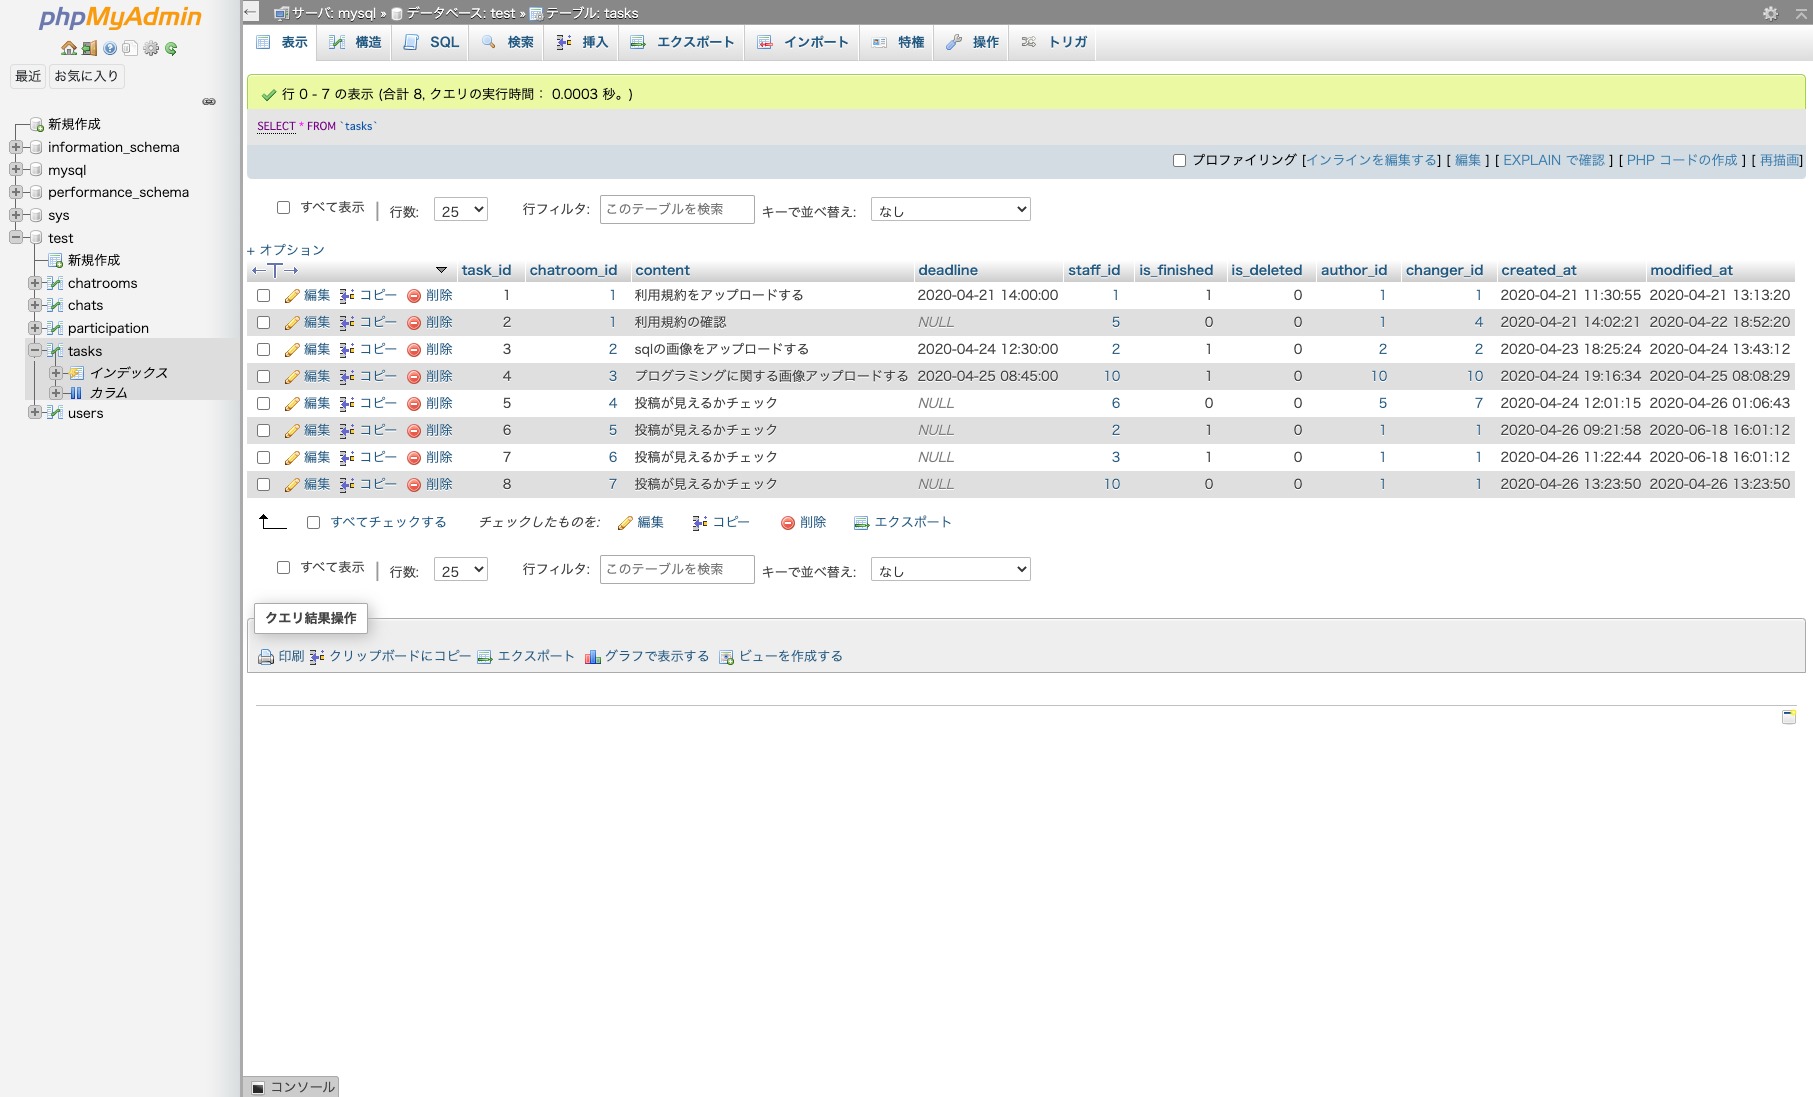 phpMyAdmin
最近 お気に入り
新規作成
information_schema
mysql
performance_schema
sys
test
新規作成
chatrooms
chats
participation
tasks
インデックス
カラム
users
サーバ: mysql » データベース: test » テーブル: tasks
表示 構造 SQL 検索 挿入 エクスポート インポート 特権 操作 トリガ
行 0 - 7 の表示 (合計 8, クエリの実行時間： 0.0003 秒。)
SELECT * FROM `tasks`
プロファイリング [インラインを編集する] [ 編集 ] [ EXPLAIN で確認 ] [ PHP コードの作成 ] [ 再描画]
すべて表示 | 行数: 25 行フィルタ: このテーブルを検索 キーで並べ替え: なし
+ オプション
←T→ task_id chatroom_id content deadline staff_id is_finished is_deleted author_id changer_id created_at modified_at
編集 コピー 削除 1 1 利用規約をアップロードする 2020-04-21 14:00:00 1 1 0 1 1 2020-04-21 11:30:55 2020-04-21 13:13:20
編集 コピー 削除 2 1 利用規約の確認 NULL 5 0 0 1 4 2020-04-21 14:02:21 2020-04-22 18:52:20
編集 コピー 削除 3 2 sqlの画像をアップロードする 2020-04-24 12:30:00 2 1 0 2 2 2020-04-23 18:25:24 2020-04-24 13:43:12
編集 コピー 削除 4 3 プログラミングに関する画像アップロードする 2020-04-25 08:45:00 10 1 0 10 10 2020-04-24 19:16:34 2020-04-25 08:08:29
編集 コピー 削除 5 4 投稿が見えるかチェック NULL 6 0 0 5 7 2020-04-24 12:01:15 2020-04-26 01:06:43
編集 コピー 削除 6 5 投稿が見えるかチェック NULL 2 1 0 1 1 2020-04-26 09:21:58 2020-06-18 16:01:12
編集 コピー 削除 7 6 投稿が見えるかチェック NULL 3 1 0 1 1 2020-04-26 11:22:44 2020-06-18 16:01:12
編集 コピー 削除 8 7 投稿が見えるかチェック NULL 10 0 0 1 1 2020-04-26 13:23:50 2020-04-26 13:23:50
すべてチェックする チェックしたものを: 編集 コピー 削除 エクスポート
すべて表示 | 行数: 25 行フィルタ: このテーブルを検索 キーで並べ替え: なし
クエリ結果操作
印刷 クリップボードにコピー エクスポート グラフで表示する ビューを作成する
コンソール